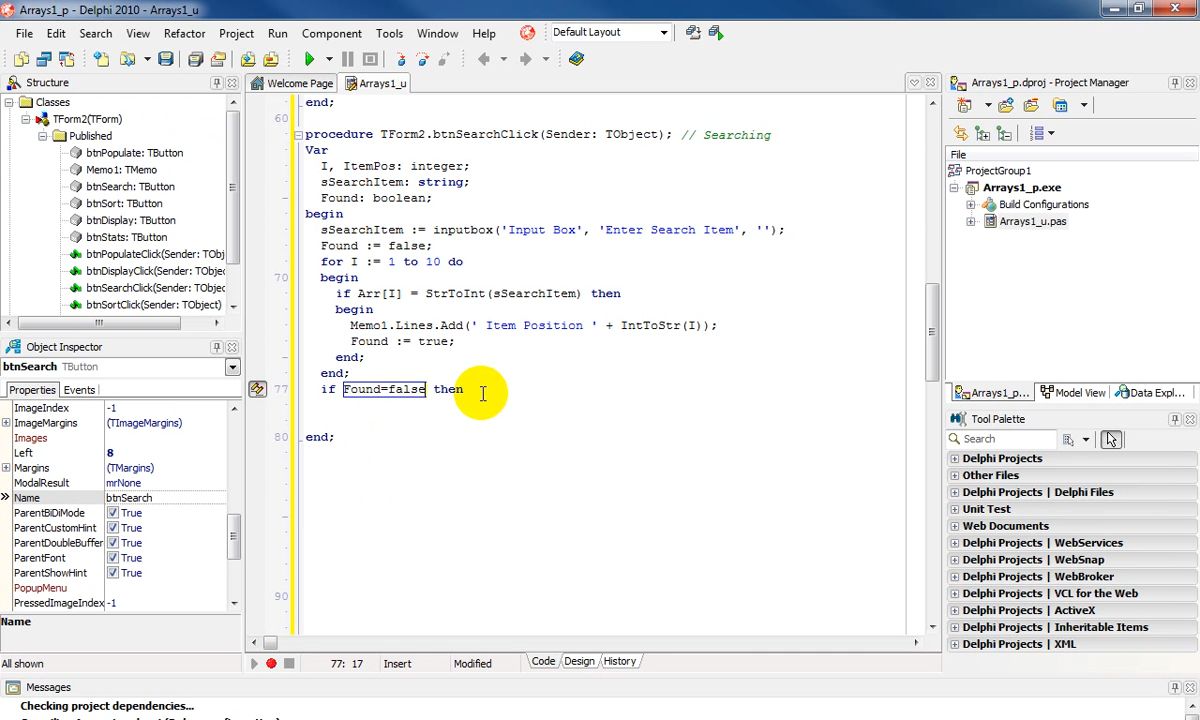 Arrays1_p - Delphi 2010 - Arrays1_u
File Edit Search View Refactor Project Run Component Tools Window Help Default Layout
Structure
Classes
TForm2(TForm)
Published
btnPopulate: TButton
Memo1: TMemo
btnSearch: TButton
btnSort: TButton
btnDisplay: TButton
btnStats: TButton
btnPopulateClick(Sender: TObj
btnDisplayClick(Sender: TObjec
btnSearchClick(Sender: TObjec
btnSortClick(Sender: TObject)
Object Inspector
btnSearch TButton
Properties Events
ImageIndex -1
ImageMargins (TImageMargins)
Images
Left 8
Margins (TMargins)
ModalResult mrNone
Name btnSearch
ParentBiDiMode True
ParentCustomHint True
ParentDoubleBuffer True
ParentFont True
ParentShowHint True
PopupMenu
PressedImageIndex -1
Name
All shown
Welcome Page Arrays1_u
end;
60
procedure TForm2.btnSearchClick(Sender: TObject); // Searching
Var
I, ItemPos: integer;
sSearchItem: string;
Found: boolean;
begin
sSearchItem := inputbox('Input Box', 'Enter Search Item', '');
Found := false;
for I := 1 to 10 do
70 begin
if Arr[I] = StrToInt(sSearchItem) then
begin
Memo1.Lines.Add(' Item Position ' + IntToStr(I));
Found := true;
end;
end;
77 if Found=false then
80 end;
90
77: 17 Insert Modified Code Design History
Arrays1_p.dproj - Project Manager
File
ProjectGroup1
Arrays1_p.exe
Build Configurations
Arrays1_u.pas
Arrays1_p... Model View Data Expl...
Tool Palette
Search
Delphi Projects
Other Files
Delphi Projects | Delphi Files
Unit Test
Web Documents
Delphi Projects | WebServices
Delphi Projects | WebSnap
Delphi Projects | WebBroker
VCL for the Web
Delphi Projects | ActiveX
Delphi Projects | Inheritable Items
Delphi Projects | XML
Messages
Checking project dependencies...